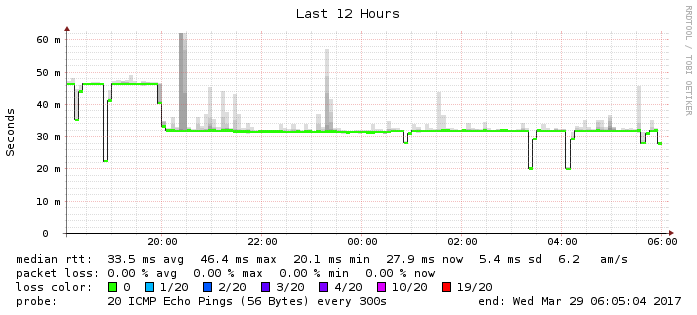 Last 12 Hours
RRDTOOL / TOBI OETIKER
Seconds
60 m
50 m
40 m
30 m
20 m
10 m
0
20:00 22:00 00:00 02:00 04:00 06:00
median rtt: 33.5 ms avg 46.4 ms max 20.1 ms min 27.9 ms now 5.4 ms sd 6.2 am/s
packet loss: 0.00 % avg 0.00 % max 0.00 % min 0.00 % now
loss color: 0 1/20 2/20 3/20 4/20 10/20 19/20
probe: 20 ICMP Echo Pings (56 Bytes) every 300s end: Wed Mar 29 06:05:04 2017